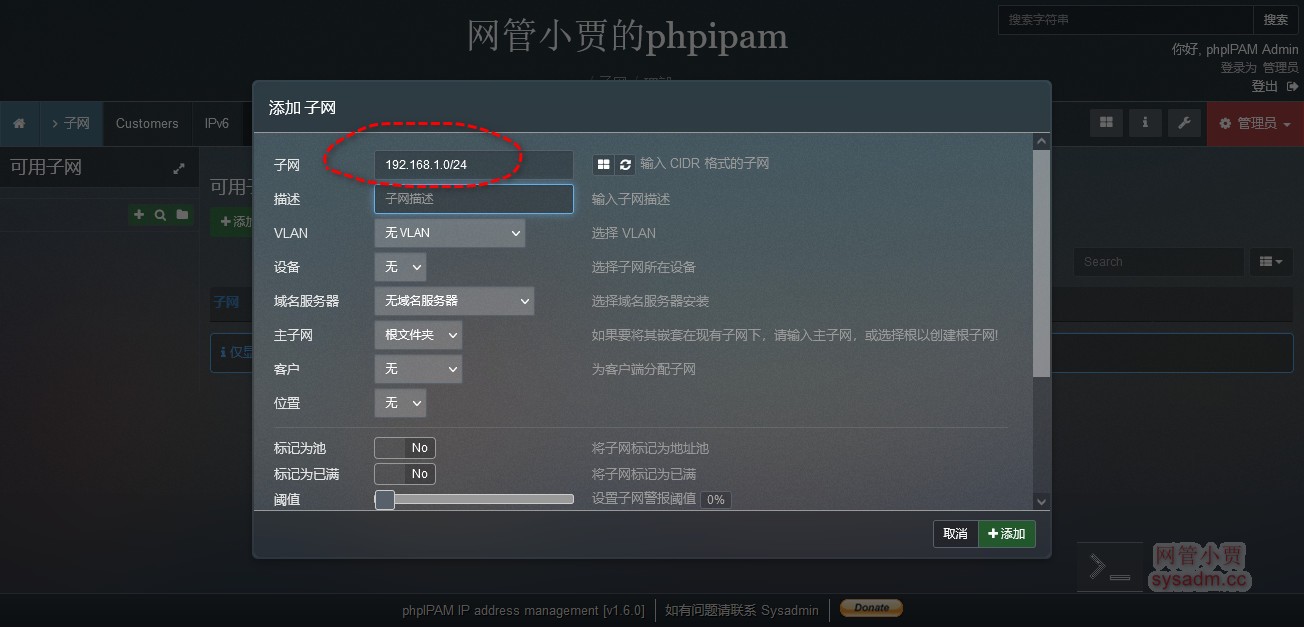 网管小贾的phpipam
搜索字符串
搜索
你好, phpIPAM Admin
登录为 管理员
登出
子网
Customers
IPv6
管理员
可用子网
可用子
添加
Search
子网
仅显
添加 子网
子网 192.168.1.0/24 输入 CIDR 格式的子网
描述 子网描述 输入子网描述
VLAN 无 VLAN 选择 VLAN
设备 无 选择子网所在设备
域名服务器 无域名服务器 选择域名服务器安装
主子网 根文件夹 如果要将其嵌套在现有子网下，请输入主子网，或选择根以创建根子网!
客户 无 为客户端分配子网
位置 无
标记为池 No 将子网标记为地址池
标记为已满 No 将子网标记为已满
阈值 设置子网警报阈值 0%
取消
添加
网管小贾
sysadm.cc
phpIPAM IP address management [v1.6.0] 如有问题请联系 Sysadmin Donate